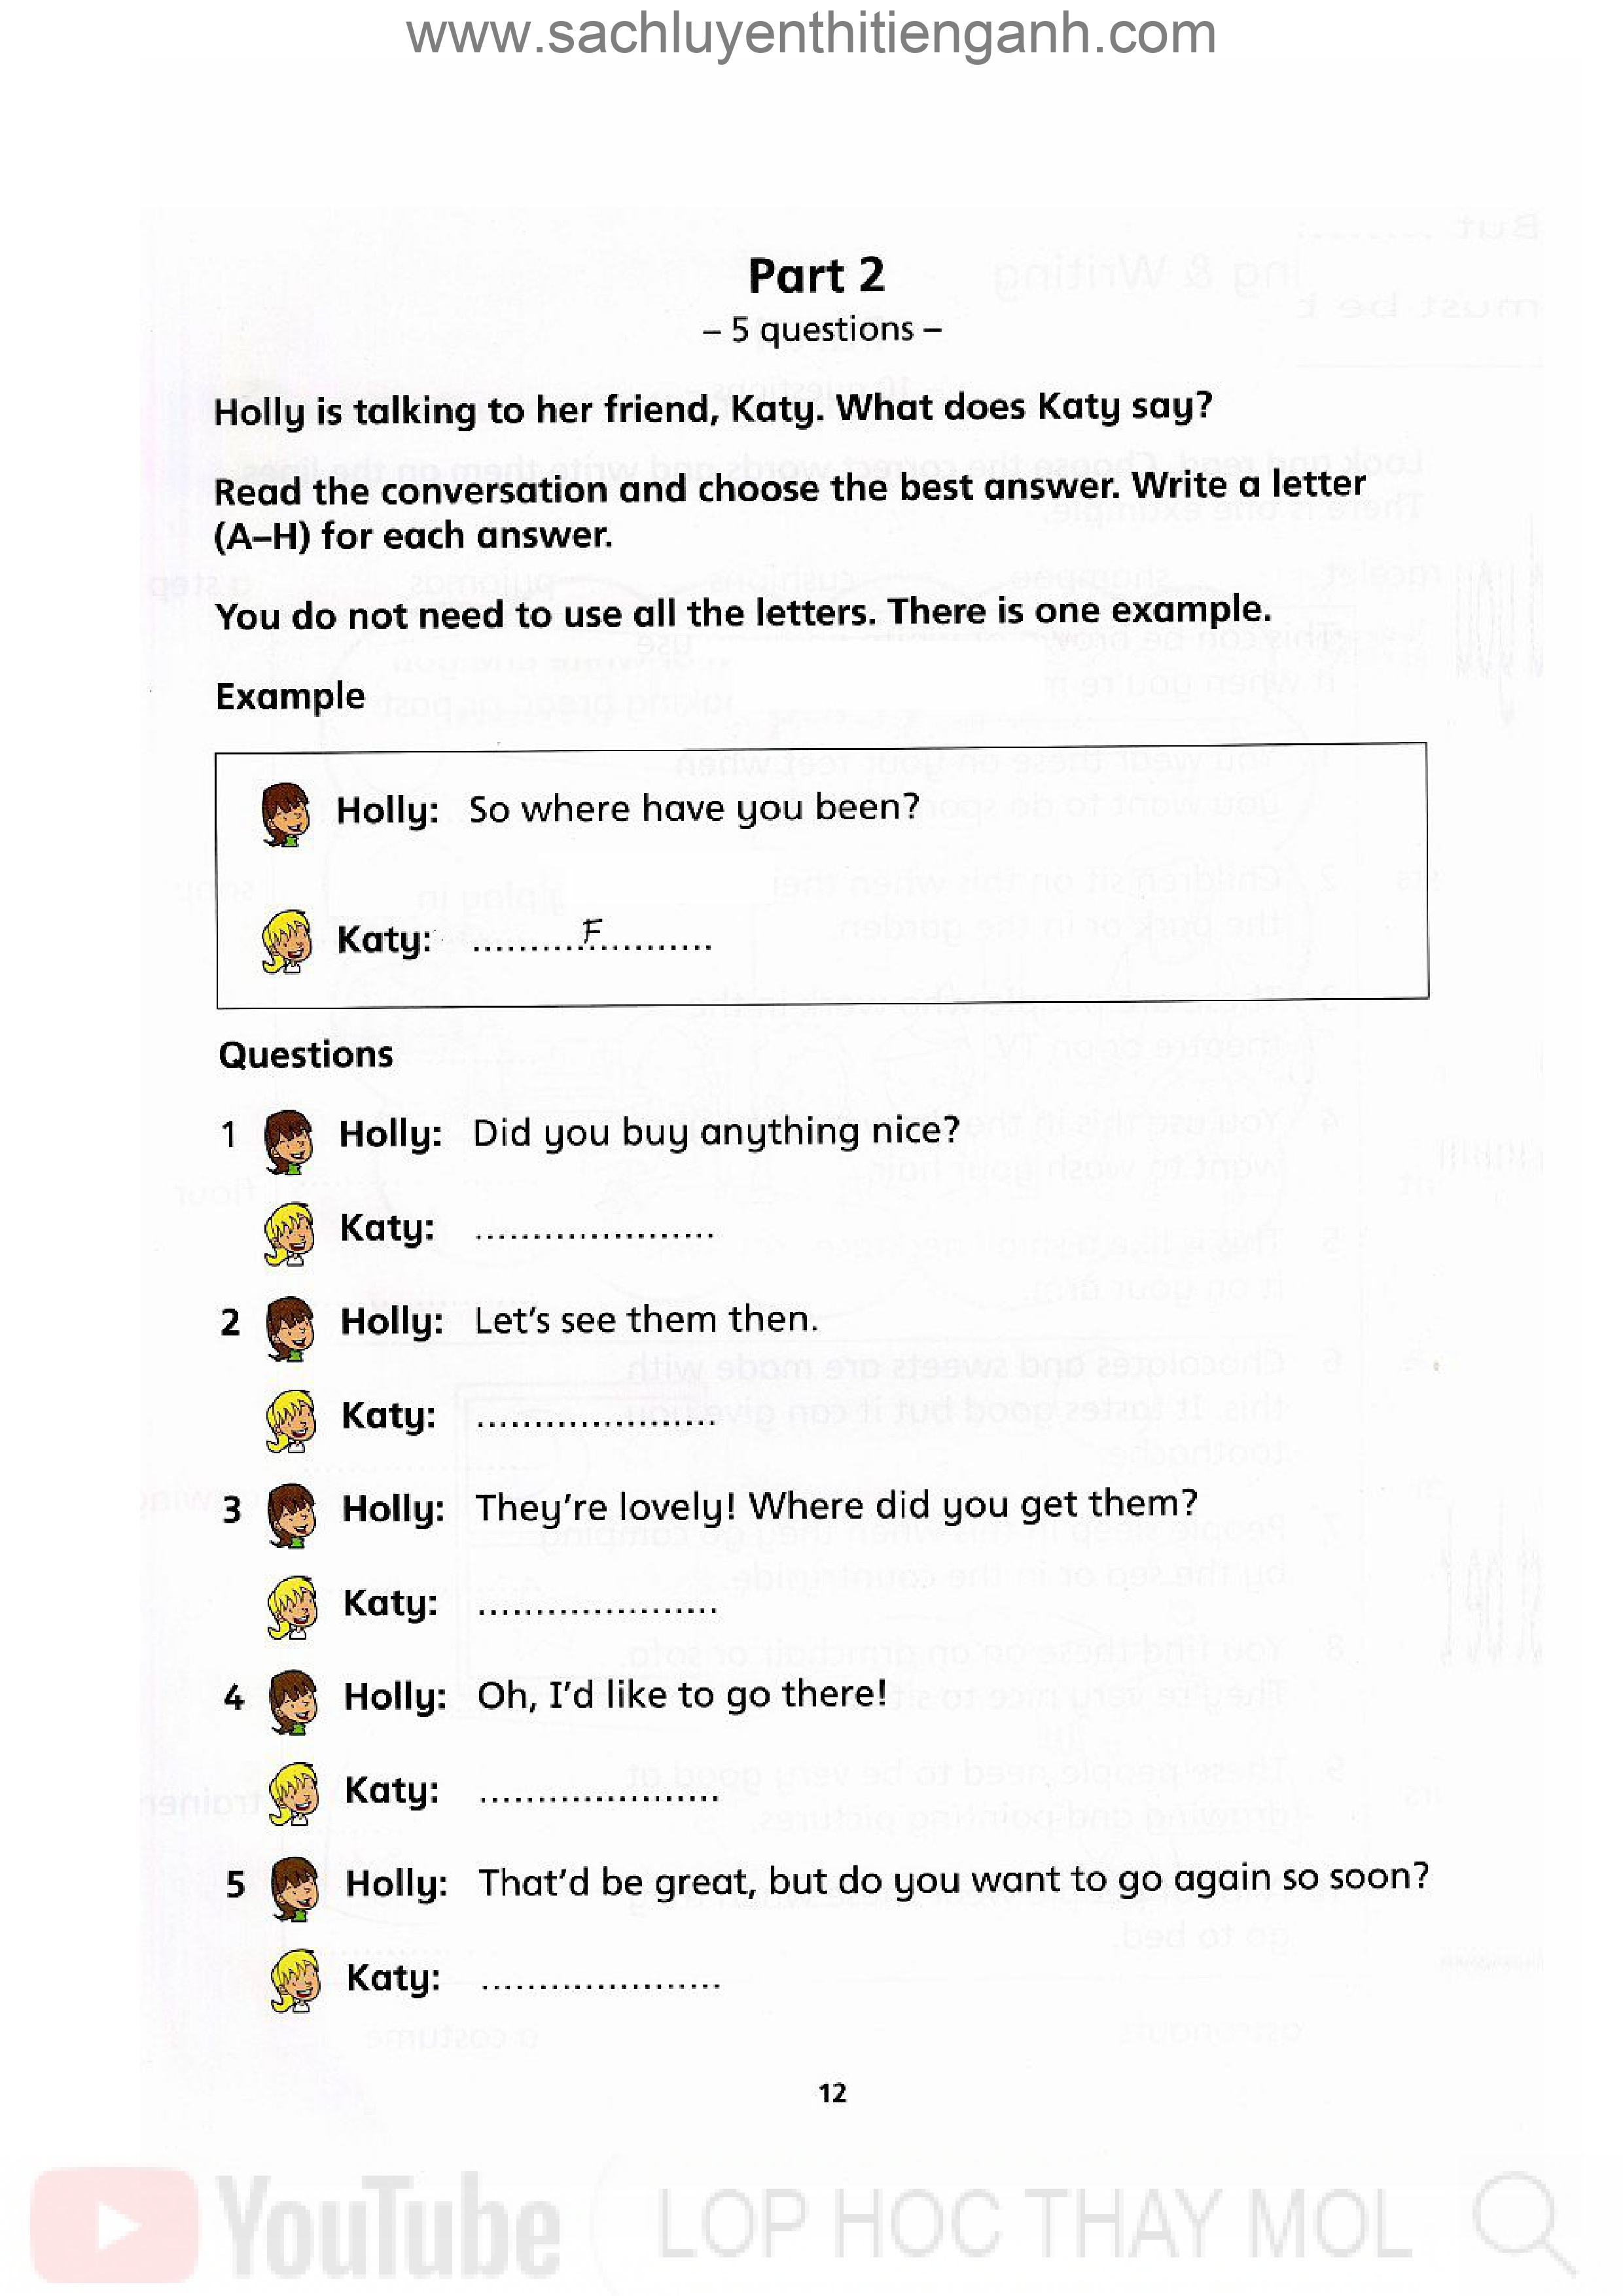 www.sachluyenthitienganh.com
Part 2
– 5 questions –
Holly is talking to her friend, Katy. What does Katy say?
Read the conversation and choose the best answer. Write a letter
(A–H) for each answer.
You do not need to use all the letters. There is one example.
Example
Holly: So where have you been?
Katy: ..........F..........
Questions
1 Holly: Did you buy anything nice?
Katy: .....................
2 Holly: Let's see them then.
Katy: .....................
3 Holly: They're lovely! Where did you get them?
Katy: .....................
4 Holly: Oh, I'd like to go there!
Katy: .....................
5 Holly: That'd be great, but do you want to go again so soon?
Katy: .....................
12
YouTube LOP HOC THAY MOL